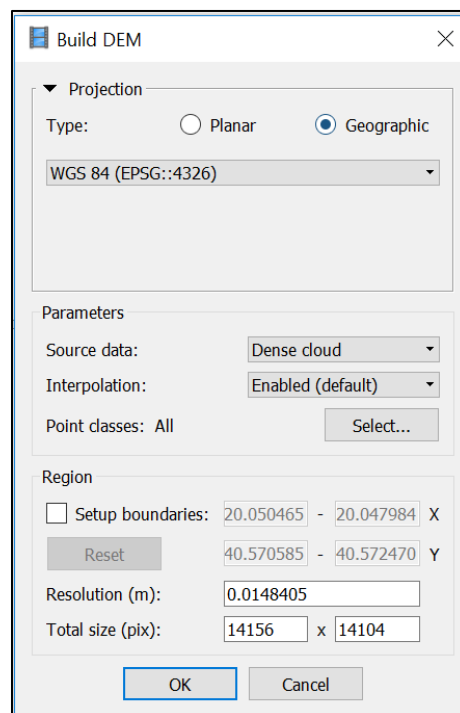 Build DEM
Projection
Type: Planar Geographic
WGS 84 (EPSG::4326)
Parameters
Source data: Dense cloud
Interpolation: Enabled (default)
Point classes: All Select...
Region
Setup boundaries: 20.050465 - 20.047984 X
Reset 40.570585 - 40.572470 Y
Resolution (m): 0.0148405
Total size (pix): 14156 x 14104
OK Cancel